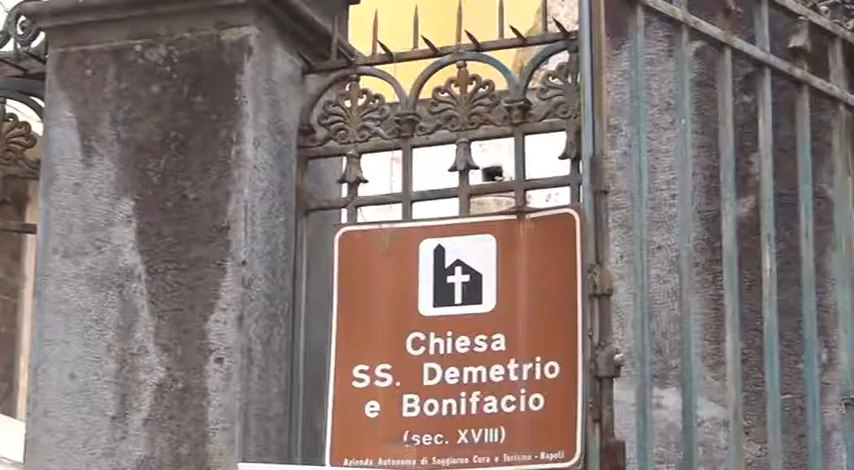 Chiesa
SS. Demetrio
e Bonifacio
(sec. XVIII)
Azienda Autonoma di Soggiorno Cura e Turismo - Napoli